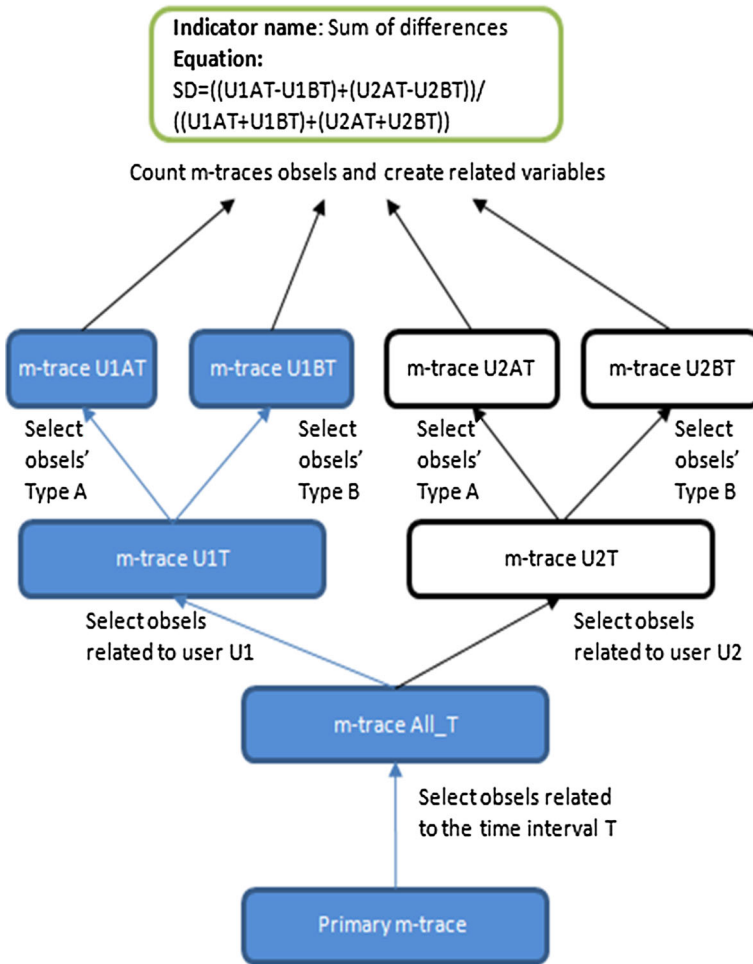 Indicator name: Sum of differences
Equation:
SD=((U1AT-U1BT)+(U2AT-U2BT))/
((U1AT+U1BT)+(U2AT+U2BT))
Count m-traces obsels and create related variables
m-trace U1AT
m-trace U1BT
m-trace U2AT
m-trace U2BT
Select
obsels’
Type A
Select
obsels’
Type B
Select
obsels’
Type A
Select
obsels’
Type B
m-trace U1T
m-trace U2T
Select obsels
related to user U1
Select obsels
related to user U2
m-trace All_T
Select obsels related
to the time interval T
Primary m-trace